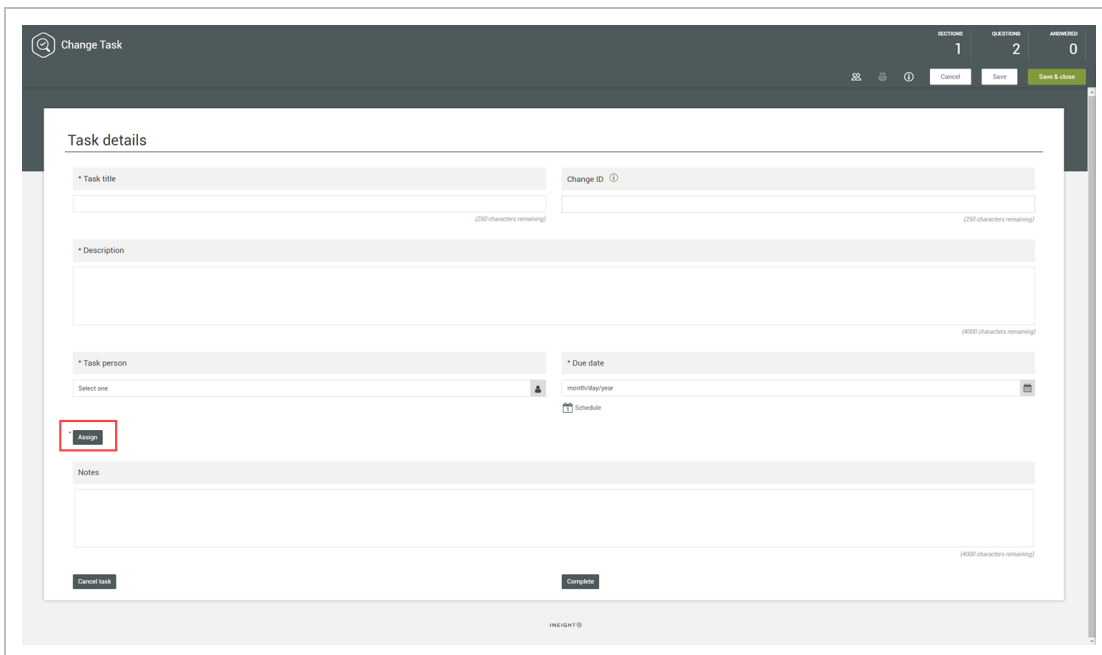 Change Task
SECTIONS QUESTIONS ANSWERED
1 2 0
Cancel Save Save & close
Task details
* Task title Change ID
(250 characters remaining) (250 characters remaining)
* Description
(4000 characters remaining)
* Task person * Due date
Select one month/day/year
1 Schedule
* Assign
Notes
(4000 characters remaining)
Cancel task Complete
INEIGHT